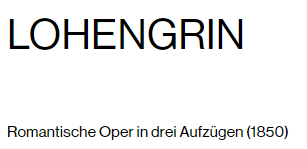 LOHENGRIN
Romantische Oper in drei Aufzügen (1850)